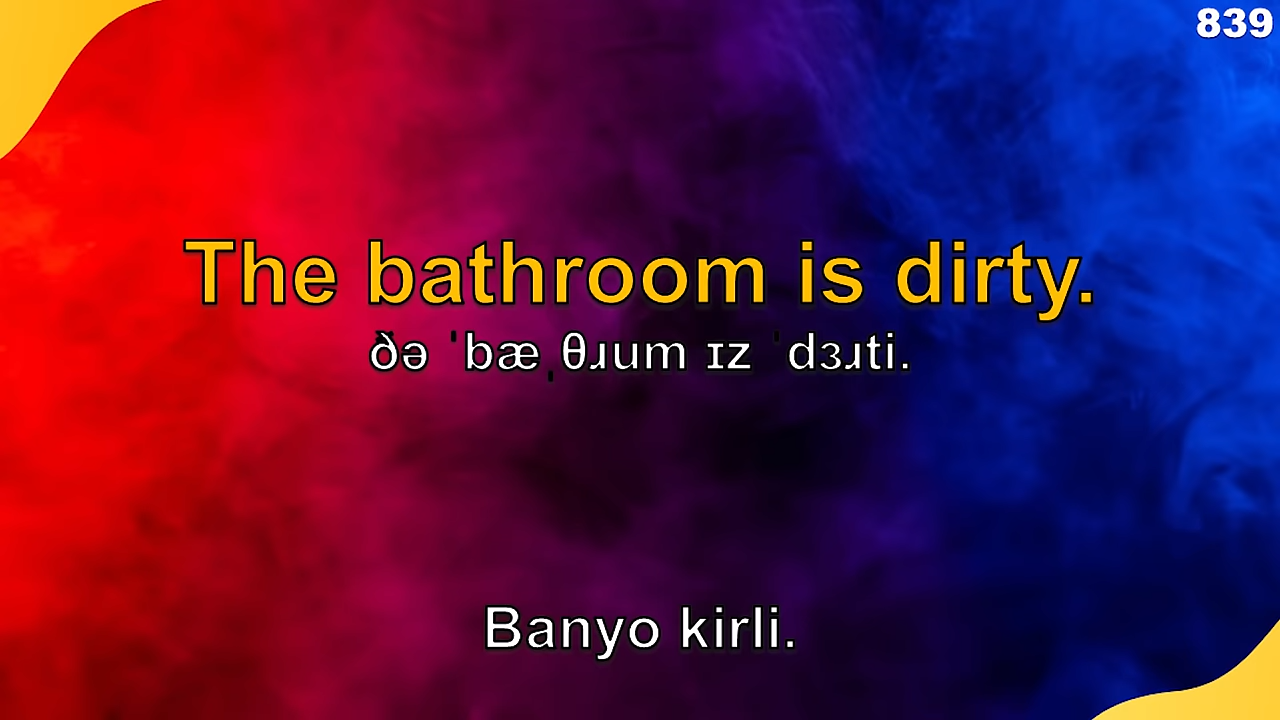 839
The bathroom is dirty.
ðə ˈbæˌθɹum ɪz ˈdɜɹti.
Banyo kirli.